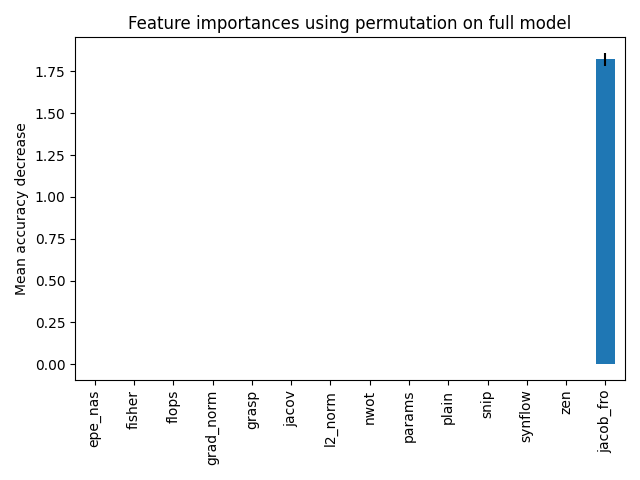 Feature importances using permutation on full model
Mean accuracy decrease
1.75
1.50
1.25
1.00
0.75
0.50
0.25
0.00
epe_nas
fisher
flops
grad_norm
grasp
jacov
l2_norm
nwot
params
plain
snip
synflow
zen
jacob_fro